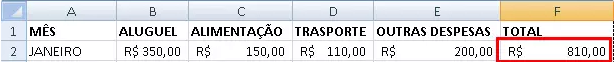 A B C D E F
1 MÊS ALUGUEL ALIMENTAÇÃO TRASPORTE OUTRAS DESPESAS TOTAL
2 JANEIRO R$ 350,00 R$ 150,00 R$ 110,00 R$ 200,00 R$ 810,00